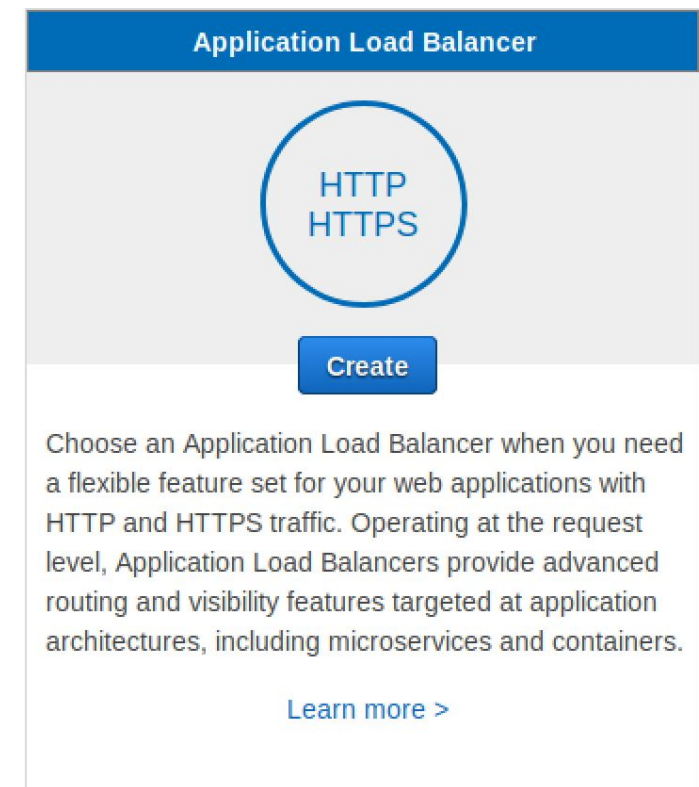 Application Load Balancer
HTTP
HTTPS
Create
Choose an Application Load Balancer when you need
a flexible feature set for your web applications with
HTTP and HTTPS traffic. Operating at the request
level, Application Load Balancers provide advanced
routing and visibility features targeted at application
architectures, including microservices and containers.
Learn more >